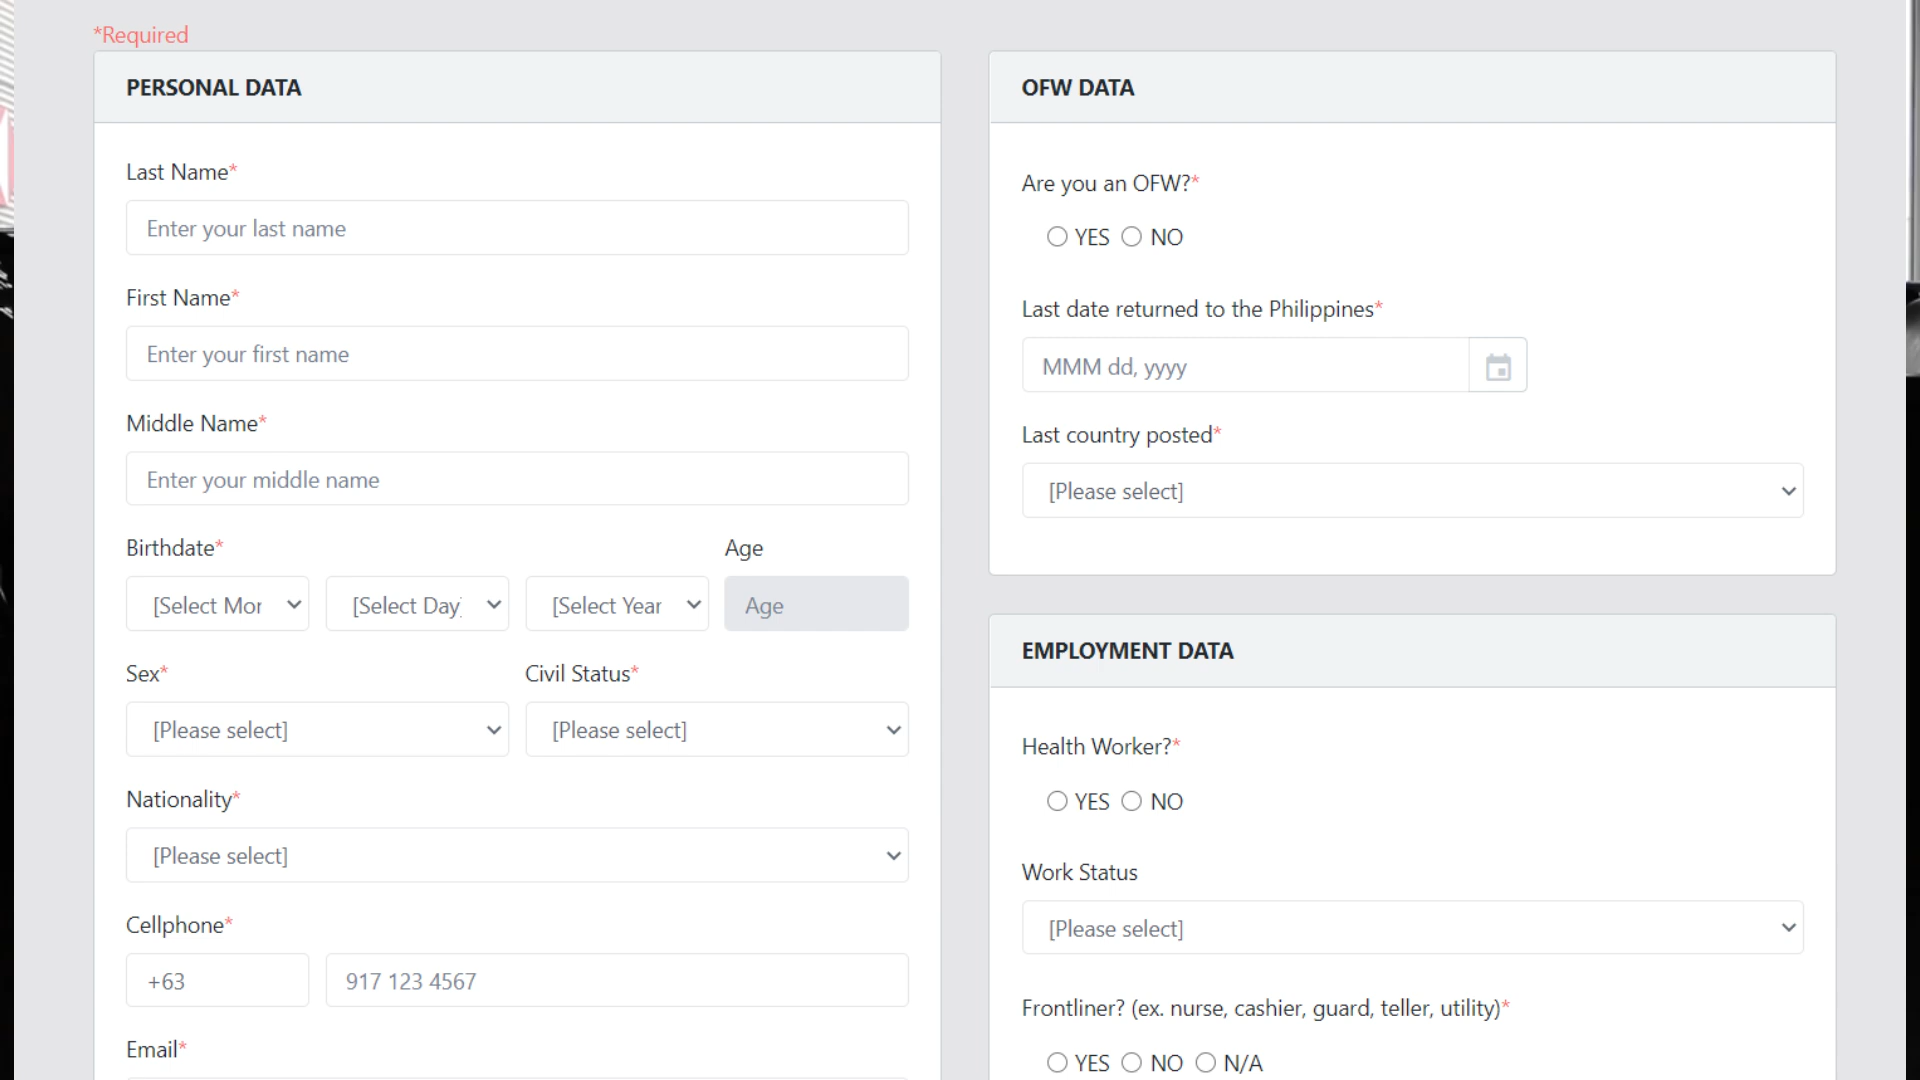 *Required
PERSONAL DATA
Last Name*
Enter your last name
First Name*
Enter your first name
Middle Name*
Enter your middle name
Birthdate* Age
[Select Mor [Select Day] [Select Year Age
Sex* Civil Status*
[Please select] [Please select]
Nationality*
[Please select]
Cellphone*
+63 917 123 4567
Email*
OFW DATA
Are you an OFW?*
YES NO
Last date returned to the Philippines*
MMM dd, yyyy
Last country posted*
[Please select]
EMPLOYMENT DATA
Health Worker?*
YES NO
Work Status
[Please select]
Frontliner? (ex. nurse, cashier, guard, teller, utility)*
YES NO N/A